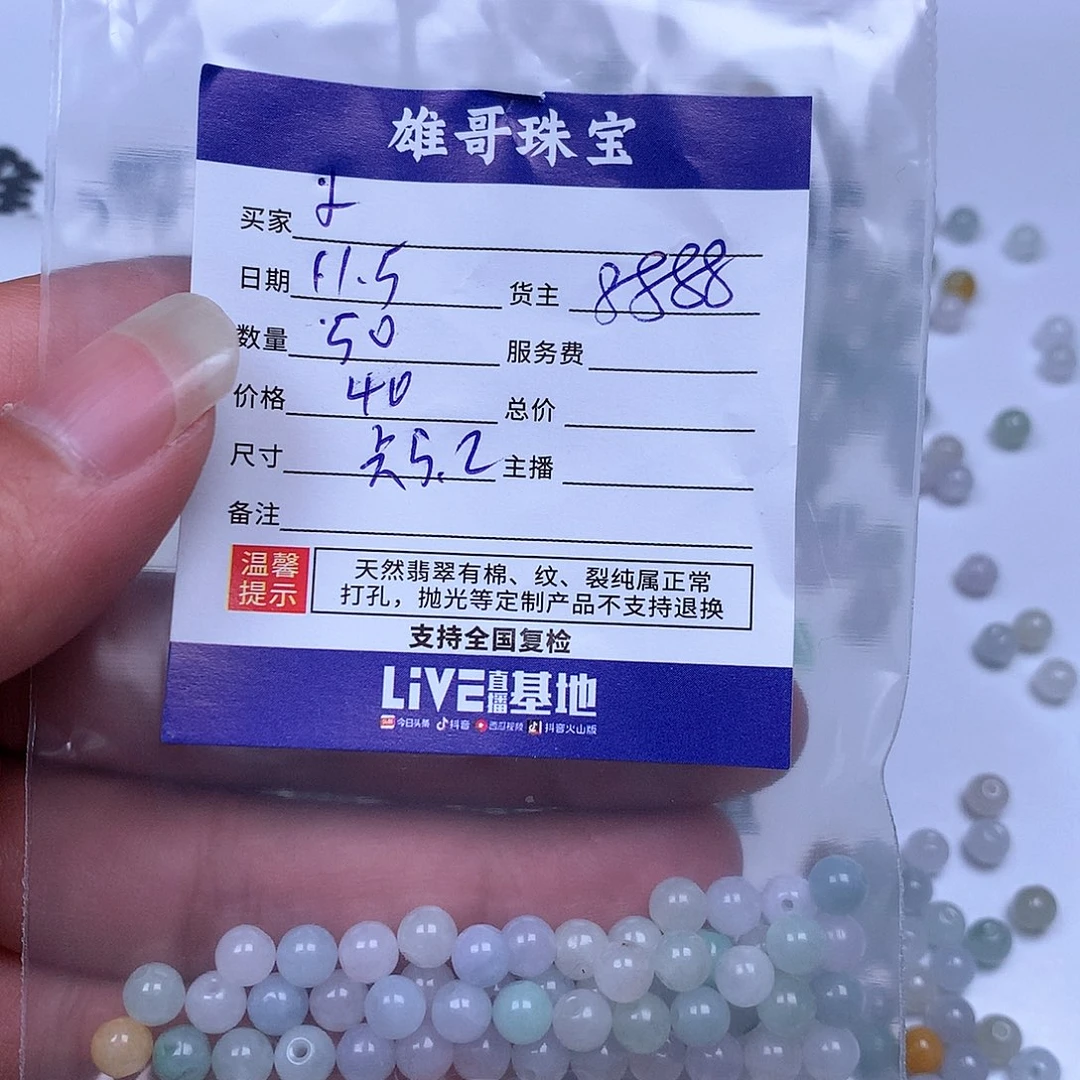 雄哥珠宝
买家
日期 11.5 货主 8888
数量 50 服务费
价格 40 总价
尺寸 5.2 主播
备注
温馨提示
天然翡翠有棉、纹、裂纯属正常
打孔，抛光等定制产品不支持退换
支持全国复检
LiVE直播基地
今日头条 抖音 西瓜视频 抖音火山版